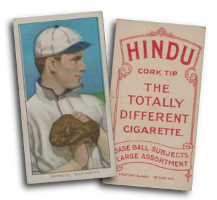 HINDU
CORK TIP
THE
TOTALLY
DIFFERENT
CIGARETTE.
BASE BALL SUBJECTS
LARGE ASSORTMENT